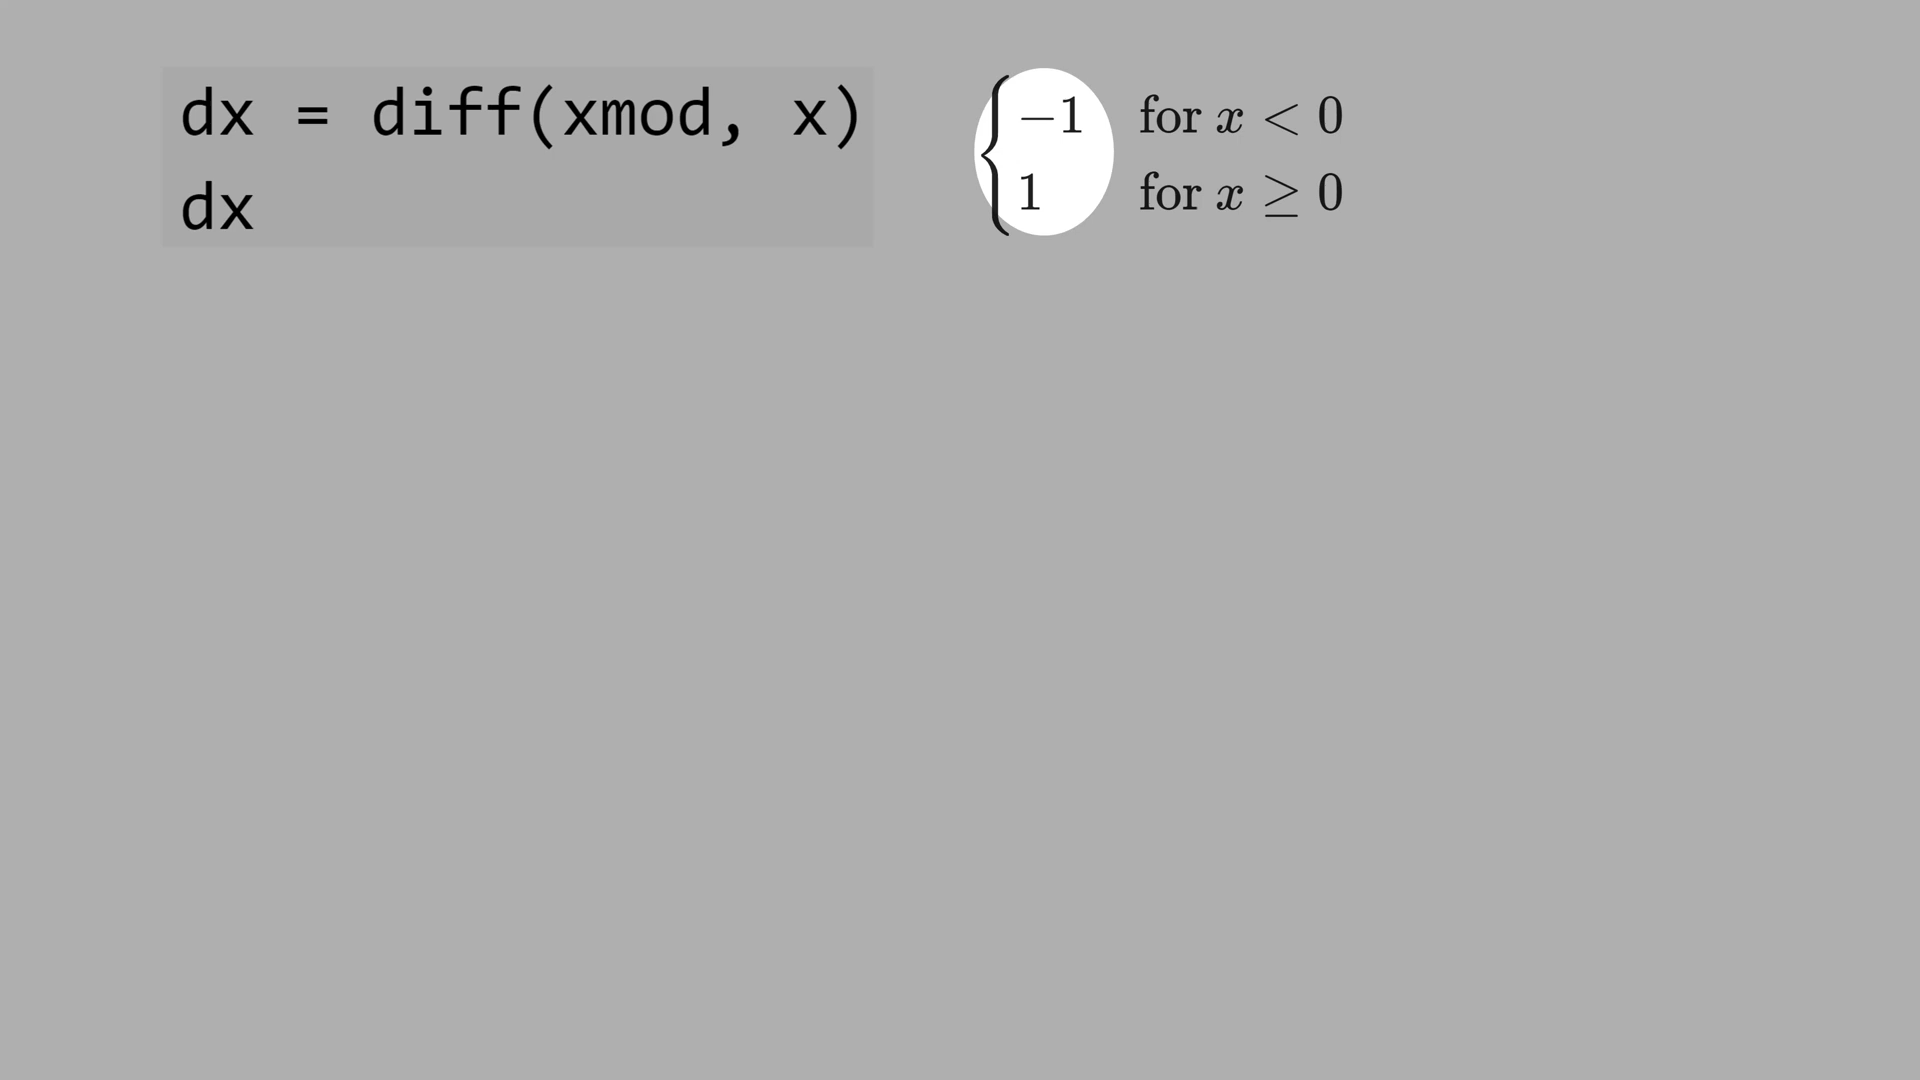 dx = diff(xmod, x)
dx
{ −1 for x < 0
1 for x ≥ 0